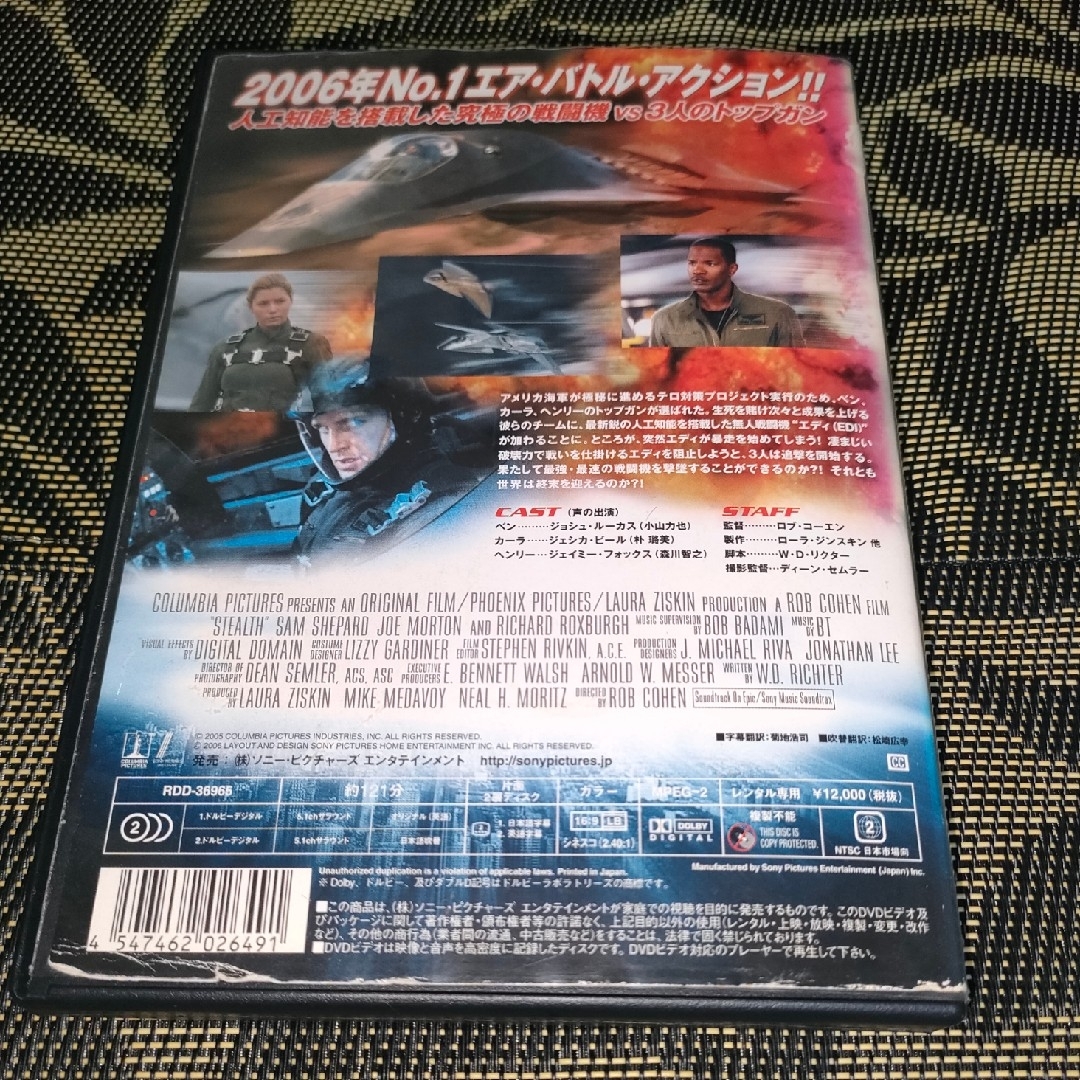 2006年No.1エア・バトル・アクション!!
人工知能を搭載した究極の戦闘機 vs 3人のトップガン
アメリカ海軍が極秘に進めるテロ対策プロジェクト実行のため、ベン、
カーラ、ヘンリーのトップガンが選ばれた。生死を賭け次々と成果を上げる
彼らのチームに、最新鋭の人工知能を搭載した無人戦闘機“エディ(EDI)”
が加わることに。ところが、突然エディが暴走を始めてしまう! 凄まじい
破壊力で戦いを仕掛けるエディを阻止しようと、3人は追撃を開始する。
果たして最強・最速の戦闘機を撃墜することができるのか?! それとも
世界は終末を迎えるのか?!
CAST (声の出演)
ベン………ジョシュ・ルーカス(小山力也)
カーラ……ジェシカ・ビール(朴 璐美)
ヘンリー…ジェイミー・フォックス(森川智之)
STAFF
監督………ロブ・コーエン
製作………ローラ・ジンスキン 他
脚本………W・D・リクター
撮影監督…ディーン・セムラー
COLUMBIA PICTURES PRESENTS AN ORIGINAL FILM/PHOENIX PICTURES/LAURA ZISKIN PRODUCTION A ROB COHEN FILM
"STEALTH" SAM SHEPARD JOE MORTON AND RICHARD ROXBURGH MUSIC SUPERVISION BY BOB BADAMI MUSIC BY BT
VISUAL EFFECTS BY DIGITAL DOMAIN COSTUME DESIGNER LIZZY GARDINER FILM EDITOR STEPHEN RIVKIN, A.C.E. PRODUCTION DESIGNERS J. MICHAEL RIVA JONATHAN LEE
DIRECTOR OF PHOTOGRAPHY DEAN SEMLER, ACS, ASC EXECUTIVE PRODUCERS E. BENNETT WALSH ARNOLD W. MESSER WRITTEN BY W.D. RICHTER
PRODUCED BY LAURA ZISKIN MIKE MEDAVOY NEAL H. MORITZ DIRECTED BY ROB COHEN Soundtrack On Epic/Sony Music Soundtrax
© 2005 COLUMBIA PICTURES INDUSTRIES, INC. ALL RIGHTS RESERVED.
© 2006 LAYOUT AND DESIGN SONY PICTURES HOME ENTERTAINMENT INC. ALL RIGHTS RESERVED.
■字幕翻訳:菊地浩司 ■吹替翻訳:松崎広幸
COLUMBIA PICTURES
発売:(株)ソニー・ピクチャーズ エンタテインメント http://sonypictures.jp
CC
RDD-36965 約121分 片面2層ディスク カラー MPEG-2 レンタル専用 ¥12,000(税抜)
2
1.ドルビーデジタル 5.1chサラウンド オリジナル(英語)
2.ドルビーデジタル 5.1chサラウンド 日本語吹替
1. 日本語字幕
2. 英語字幕
16:9 LB
シネスコ(2.40:1)
DOLBY DIGITAL
複製不能
THIS DISC IS COPY PROTECTED.
2
NTSC 日本市場向
Unauthorized duplication is a violation of applicable laws. Printed in Japan.
Manufactured by Sony Pictures Entertainment (Japan) Inc.
※ Dolby、ドルビー、及びダブルD記号はドルビーラボラトリーズの商標です。
■この商品は、(株)ソニー・ピクチャーズ エンタテインメントが家庭での視聴を目的に発売するものです。このDVDビデオ及
びパッケージに関して著作権者・頒布権者等の許諾なく、上記目的以外の使用(レンタル・上映・放映・複製・変更・改作
など)、その他の商行為(業者間の流通、中古販売など)をすることは、法律で固く禁じられております。
■DVDビデオは映像と音声を高密度に記録したディスクです。DVDビデオ対応のプレーヤーで再生して下さい。
4 547462 026491